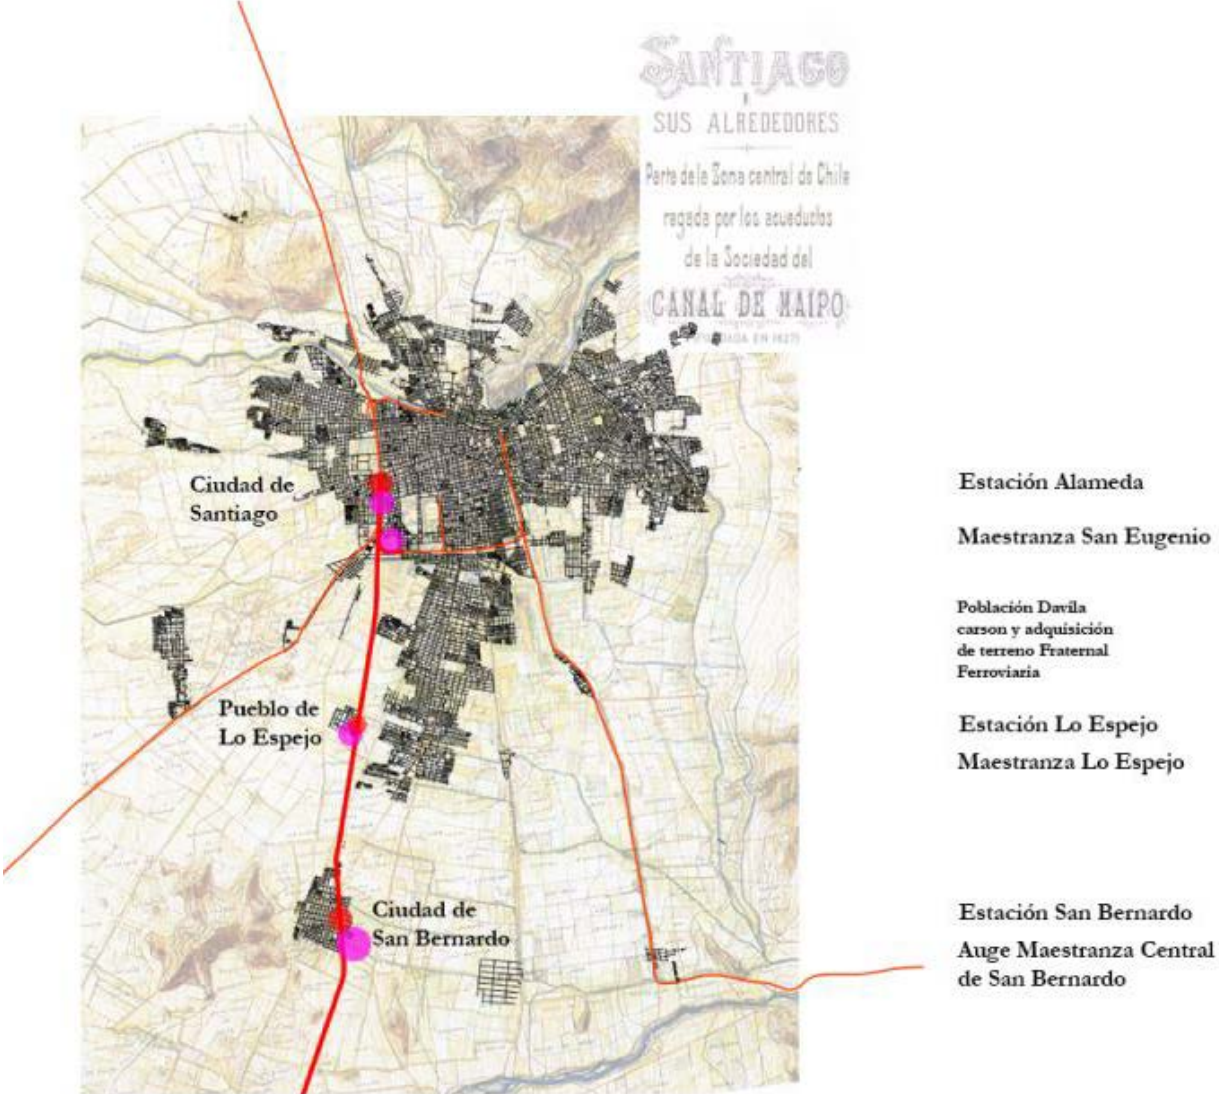 SANTIAGO
Y
SUS ALREDEDORES
Parte de la Zona central de Chile
regada por los acueductos
de la Sociedad del
CANAL DE MAIPO
Ciudad de
Santiago
Pueblo de
Lo Espejo
Ciudad de
San Bernardo
Estación Alameda
Maestranza San Eugenio
Población Davila
carson y adquisición
de terreno Fraternal
Ferroviaria
Estación Lo Espejo
Maestranza Lo Espejo
Estación San Bernardo
Auge Maestranza Central
de San Bernardo